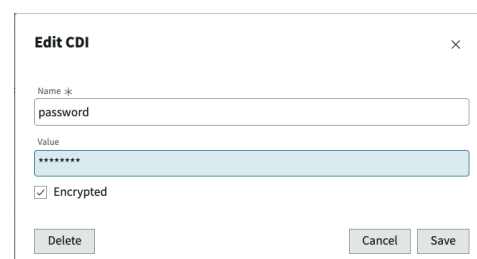 Edit CDI
Name *
password
Value
********
Encrypted
Delete Cancel Save